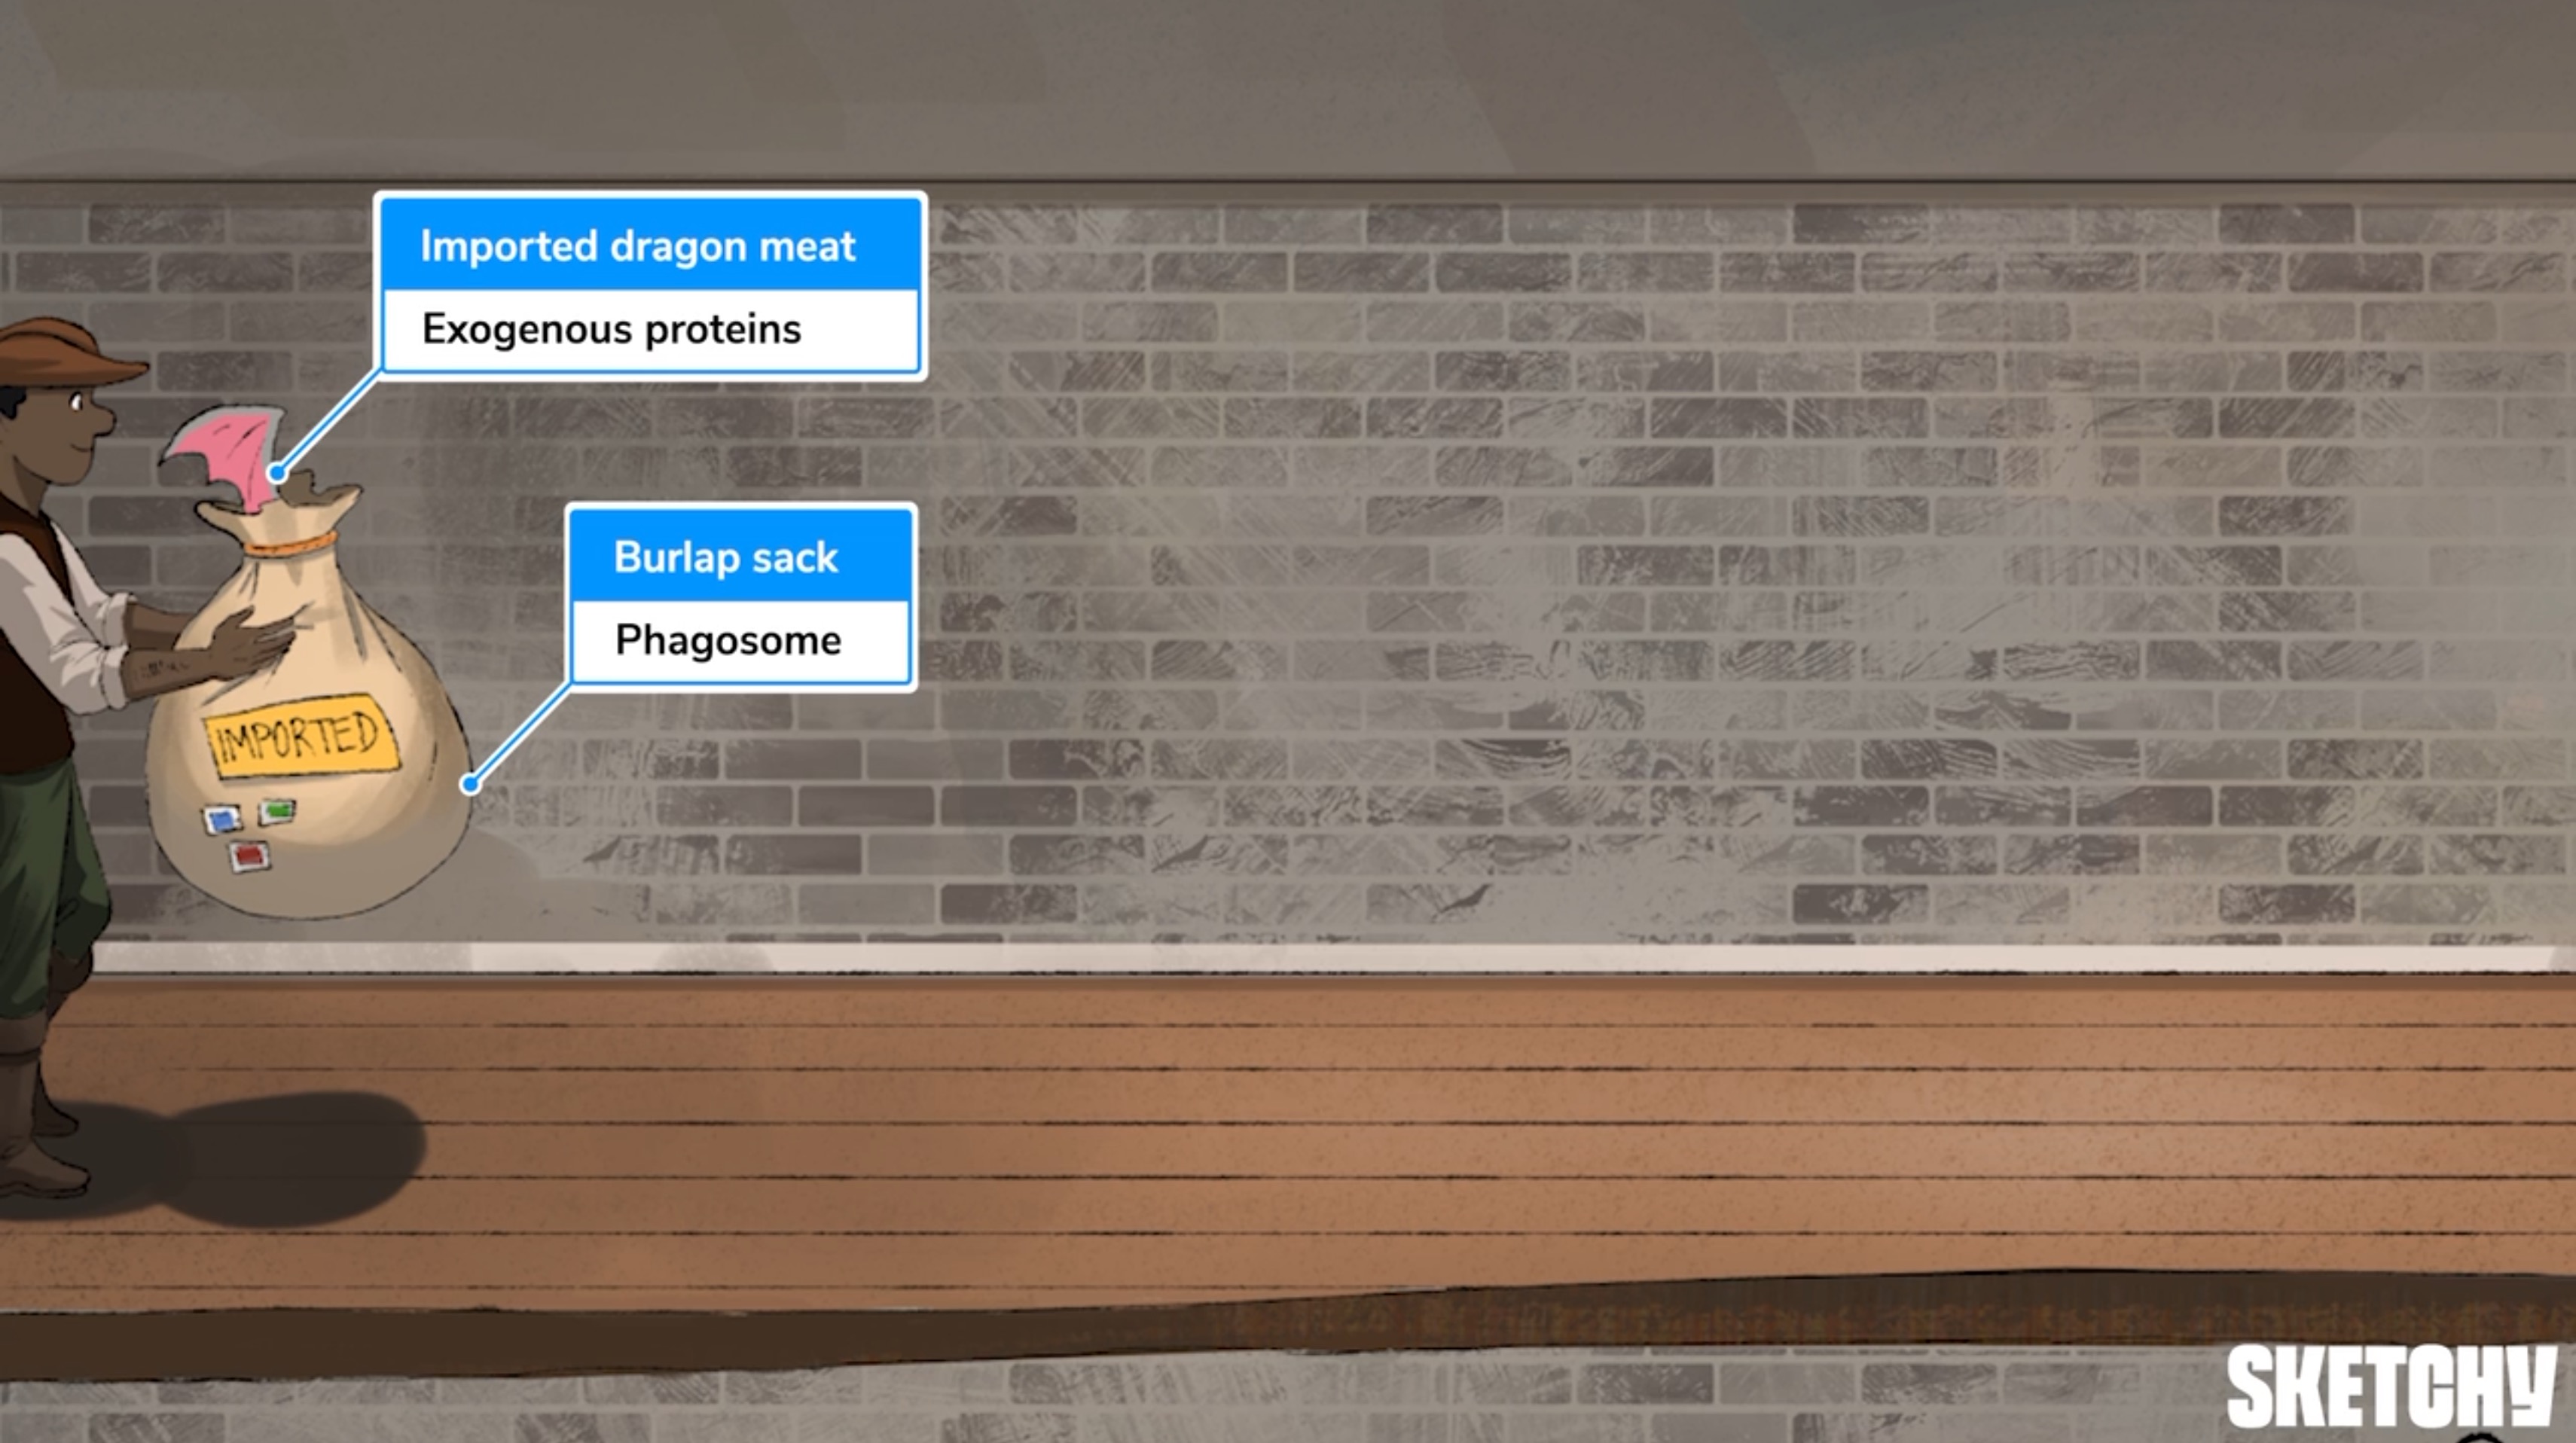 Imported dragon meat
Exogenous proteins
Burlap sack
Phagosome
IMPORTED
SKETCHY